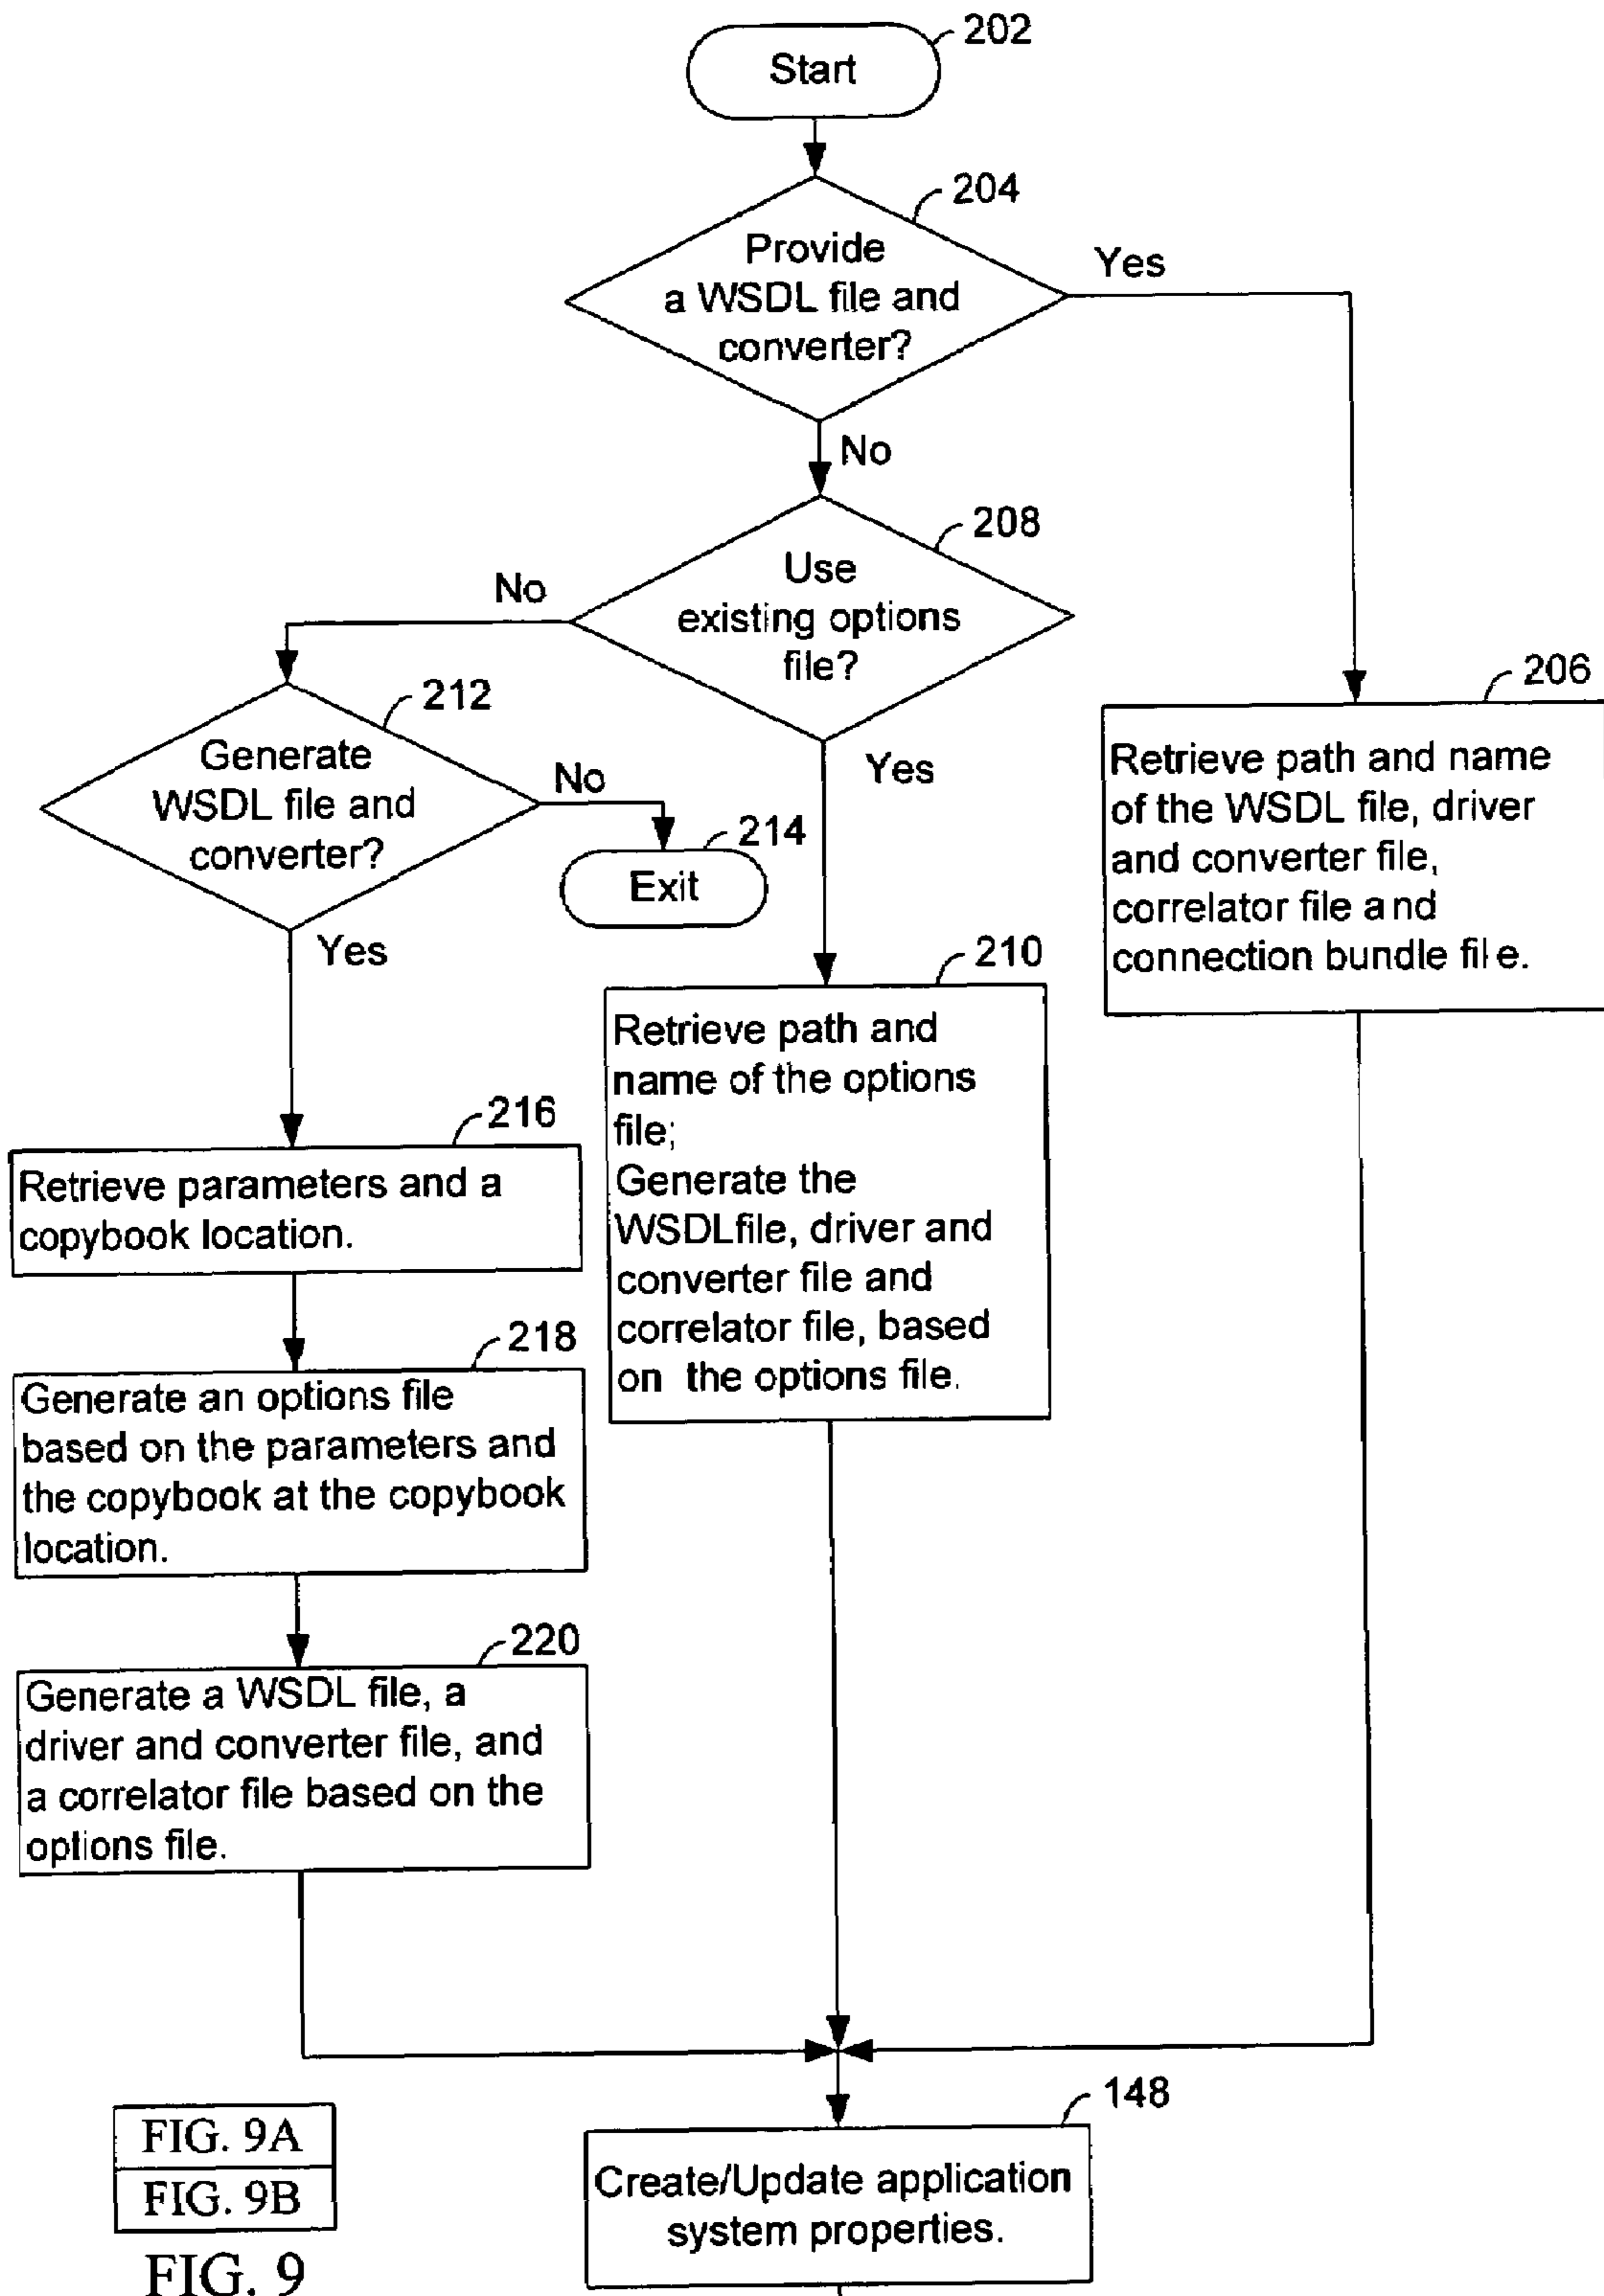 202
Start
204
Provide
a WSDL file and
converter?
Yes
No
208
Use
existing options
file?
No
Yes
206
Retrieve path and name
of the WSDL file, driver
and converter file,
correlator file and
connection bundle file.
212
Generate
WSDL file and
converter?
No
214
Exit
Yes
210
Retrieve path and
name of the options
file;
Generate the
WSDLfile, driver and
converter file and
correlator file, based
on the options file.
216
Retrieve parameters and a
copybook location.
218
Generate an options file
based on the parameters and
the copybook at the copybook
location.
220
Generate a WSDL file, a
driver and converter file, and
a correlator file based on the
options file.
148
Create/Update application
system properties.
FIG. 9A
FIG. 9B
FIG. 9